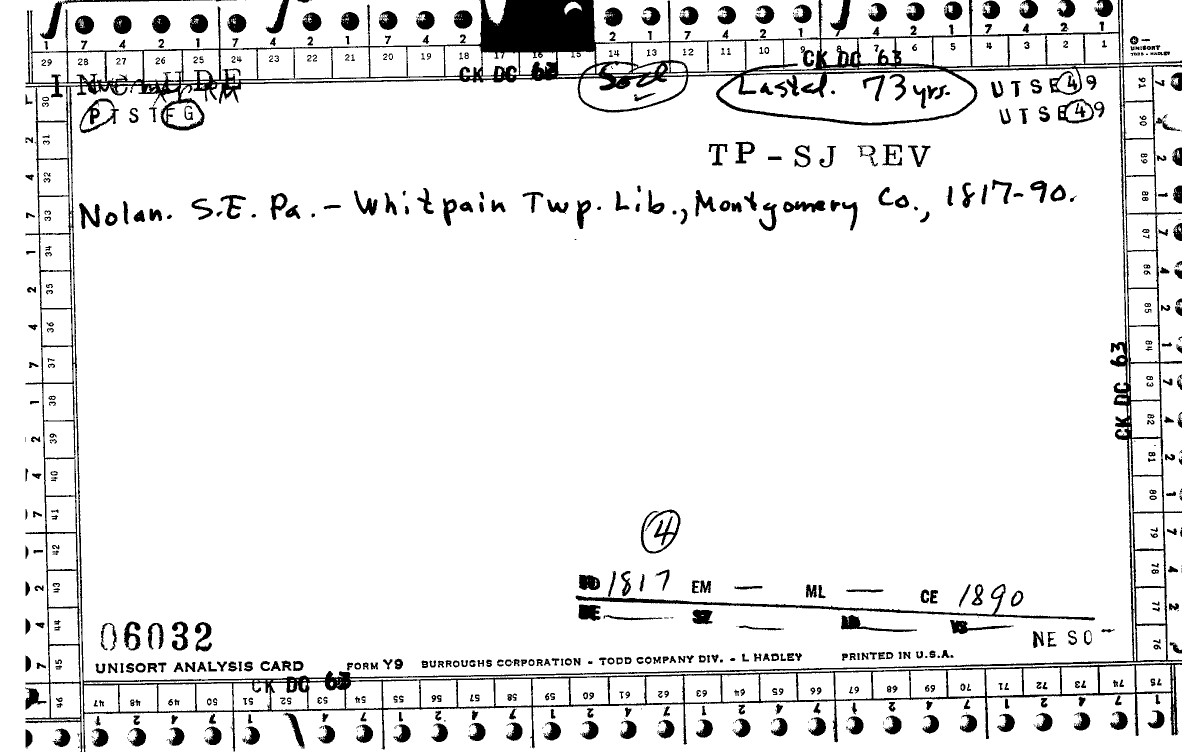 7 4 2 1 7 4 2 1 7 4 2 1 7 4 2 1 7 4 2 1 7 4 2 1
29 28 27 26 25 24 23 22 21 20 19 18 17 16 15 14 13 12 11 10 9 8 7 6 5 4 3 2 1
UNISORT
TODD - HADLEY
CK DC 63 CK DC 63
Socl Lasted. 73 yrs. U T S E 4 9
P T S T F G U T S E 4 9
TP-SJ REV
Nolan. S.E. Pa. - Whitpain Twp. Lib., Montgomery Co., 1817-90.
30 31 32 33 34 35 36 37 38 39 40 41 42 43 44 45 46
91 90 89 88 87 86 85 84 83 82 81 80 79 78 77 76
CK DC 63
4
1817 EM — ML — CE 1890
NE SO -
06032
UNISORT ANALYSIS CARD FORM Y9 BURROUGHS CORPORATION - TODD COMPANY DIV. - L HADLEY PRINTED IN U.S.A.
CK DC 63
47 48 49 50 51 52 53 54 55 56 57 58 59 60 61 62 63 64 65 66 67 68 69 70 71 72 73 74 75